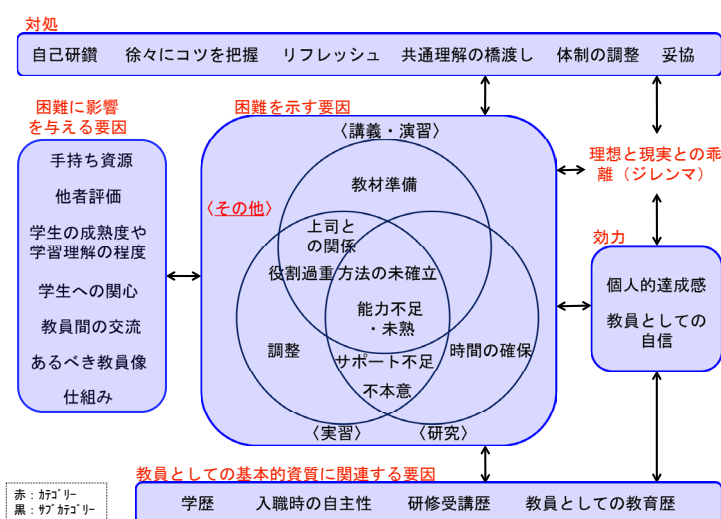 対処
自己研鑽 徐々にコツを把握 リフレッシュ 共通理解の橋渡し 体制の調整 妥協
困難に影響
を与える要因
手持ち資源
他者評価
学生の成熟度や
学習理解の程度
学生への関心
教員間の交流
あるべき教員像
仕組み
困難を示す要因
〈講義・演習〉
教材準備
〈その他〉
上司と
の関係
役割過重
方法の未確立
能力不足
・未熟
調整
サポート不足
時間の確保
不本意
〈実習〉
〈研究〉
理想と現実との乖
離（ジレンマ）
効力
個人的達成感
教員としての
自信
教員としての基本的資質に関連する要因
学歴 入職時の自主性 研修受講歴 教員としての教育歴
赤：ｶﾃｺﾞﾘｰ
黒：ｻﾌﾞｶﾃｺﾞﾘｰ